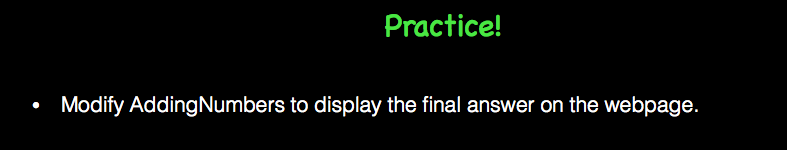 Practice!
• Modify AddingNumbers to display the final answer on the webpage.